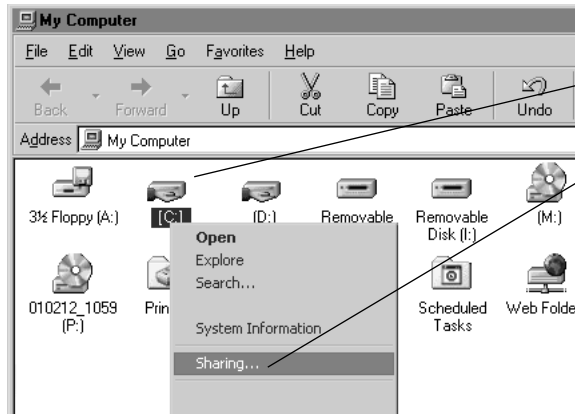 My Computer
File Edit View Go Favorites Help
Back Forward Up Cut Copy Paste Undo
Address My Computer
3½ Floppy (A:) [C:] (D:) Removable Removable (M:)
Disk (I:)
010212_1059 Prin Scheduled Web Folde
(P:) Tasks
Open
Explore
Search...
System Information
Sharing...